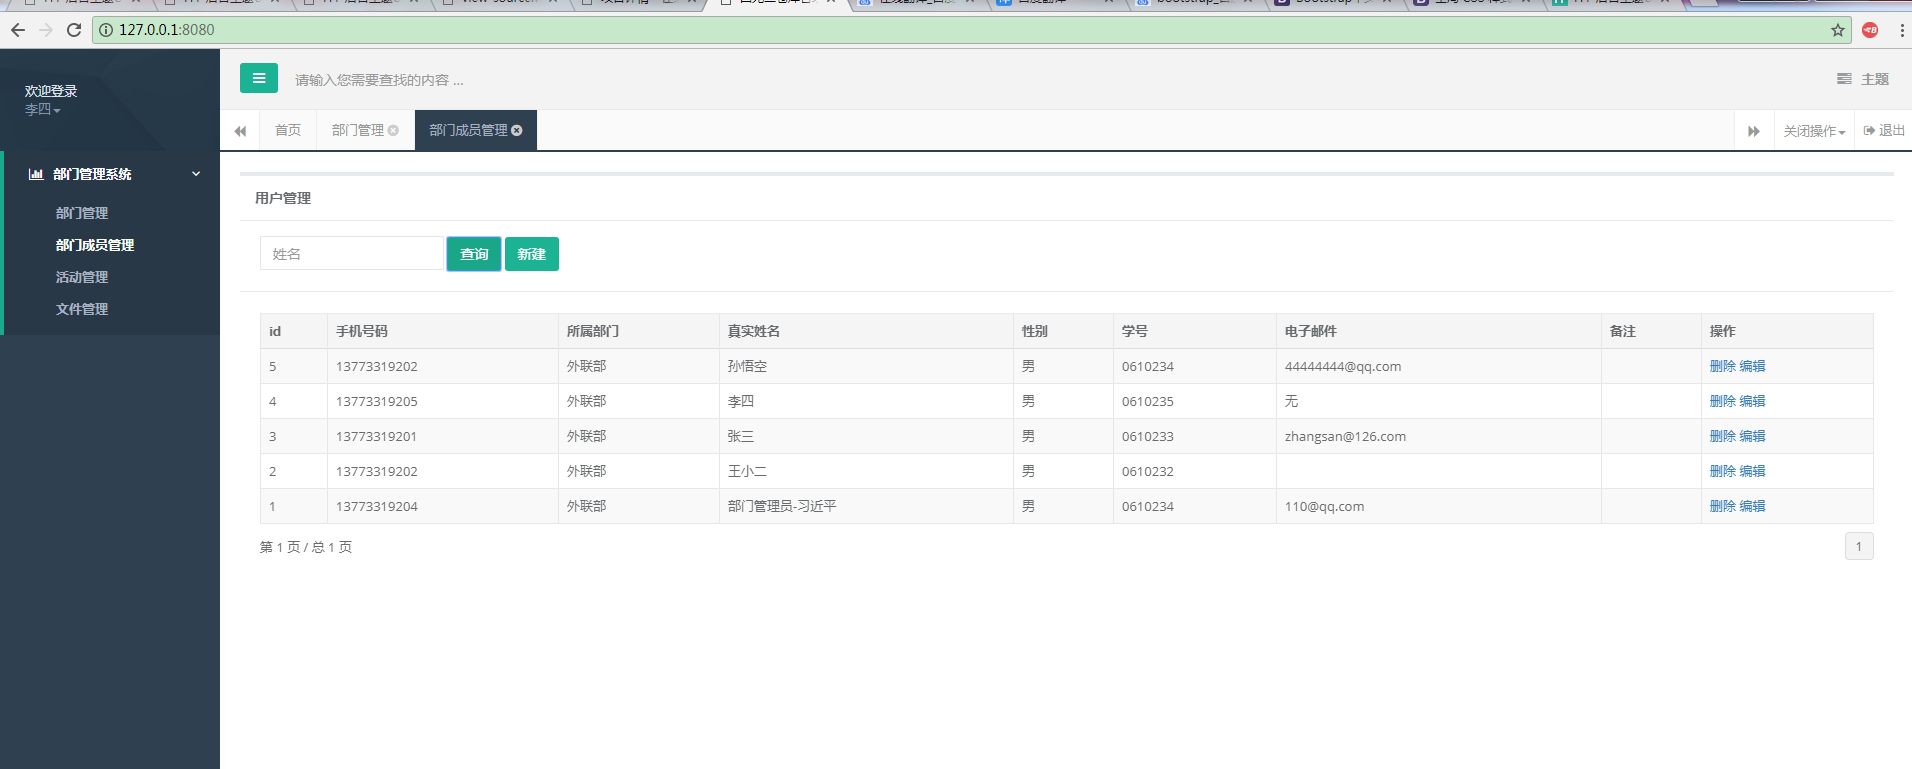 127.0.0.1:8080
欢迎登录
李四
部门管理系统
部门管理
部门成员管理
活动管理
文件管理
请输入您需要查找的内容 ...
主题
首页
部门管理
部门成员管理
关闭操作
退出
用户管理
姓名
查询
新建
id 手机号码 所属部门 真实姓名 性别 学号 电子邮件 备注 操作
5 13773319202 外联部 孙悟空 男 0610234 44444444@qq.com 删除 编辑
4 13773319205 外联部 李四 男 0610235 无 删除 编辑
3 13773319201 外联部 张三 男 0610233 zhangsan@126.com 删除 编辑
2 13773319202 外联部 王小二 男 0610232 删除 编辑
1 13773319204 外联部 部门管理员-习近平 男 0610234 110@qq.com 删除 编辑
第 1 页 / 总 1 页
1